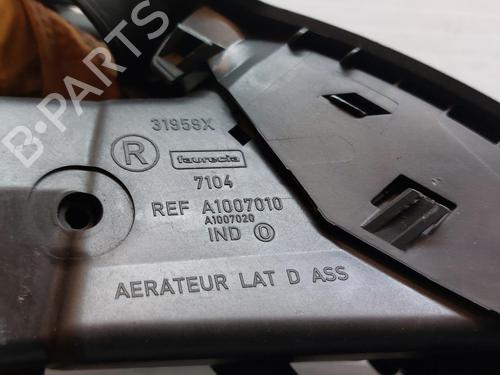 B-PARTS
31959X
R
faurecia
7104
REF A1007010
A1007020
IND O
AERATEUR LAT D ASS